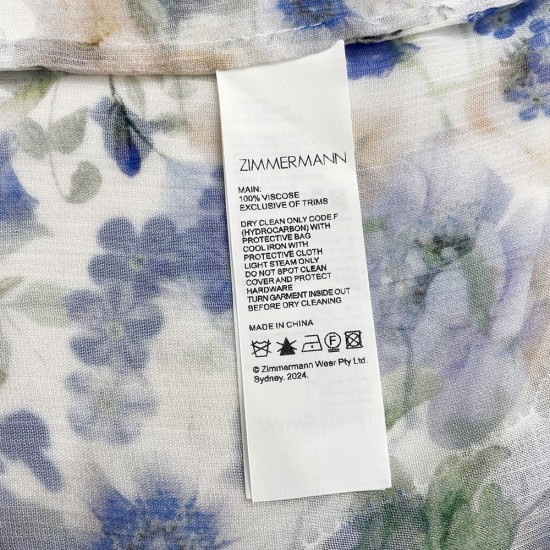 ZIMMERMANN
MAIN:
100% VISCOSE
EXCLUSIVE OF TRIMS
DRY CLEAN ONLY CODE F
(HYDROCARBON) WITH
PROTECTIVE BAG
COOL IRON WITH
PROTECTIVE CLOTH
LIGHT STEAM ONLY
DO NOT SPOT CLEAN
COVER AND PROTECT
HARDWARE
TURN GARMENT INSIDE OUT
BEFORE DRY CLEANING
MADE IN CHINA
© Zimmermann Wear Pty Ltd.
Sydney. 2024.